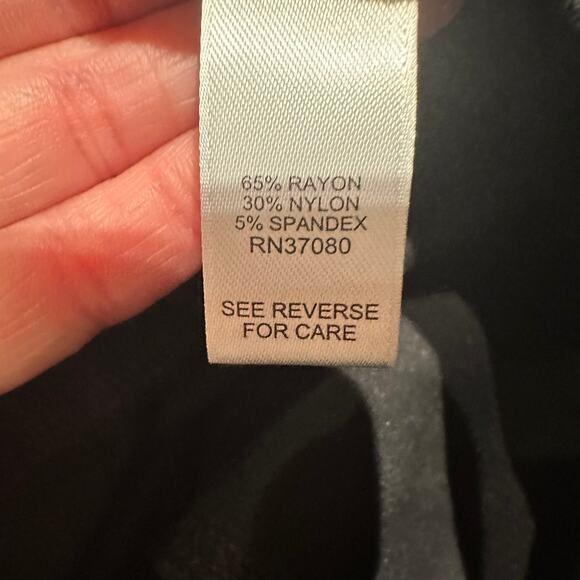 65% RAYON
30% NYLON
5% SPANDEX
RN37080
SEE REVERSE
FOR CARE